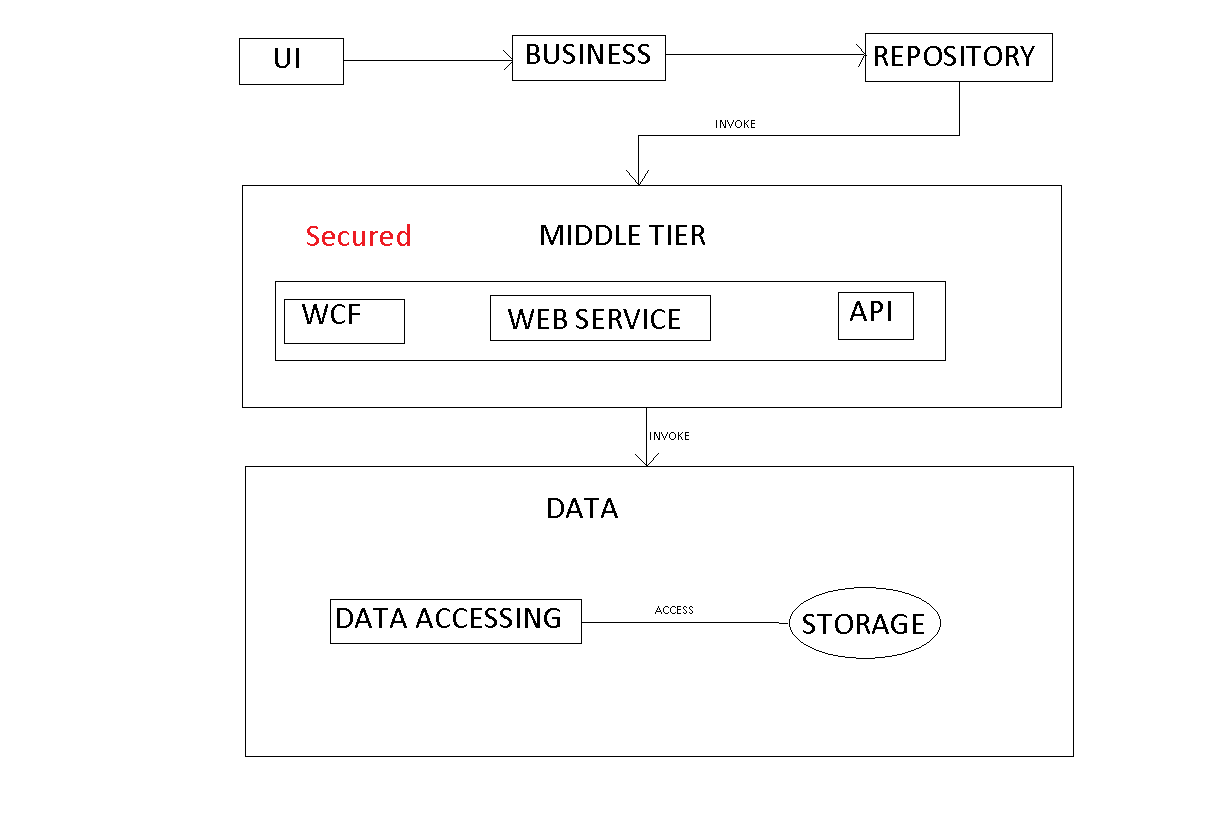 UI
BUSINESS
REPOSITORY
INVOKE
Secured
MIDDLE TIER
WCF
WEB SERVICE
API
INVOKE
DATA
DATA ACCESSING
ACCESS
STORAGE